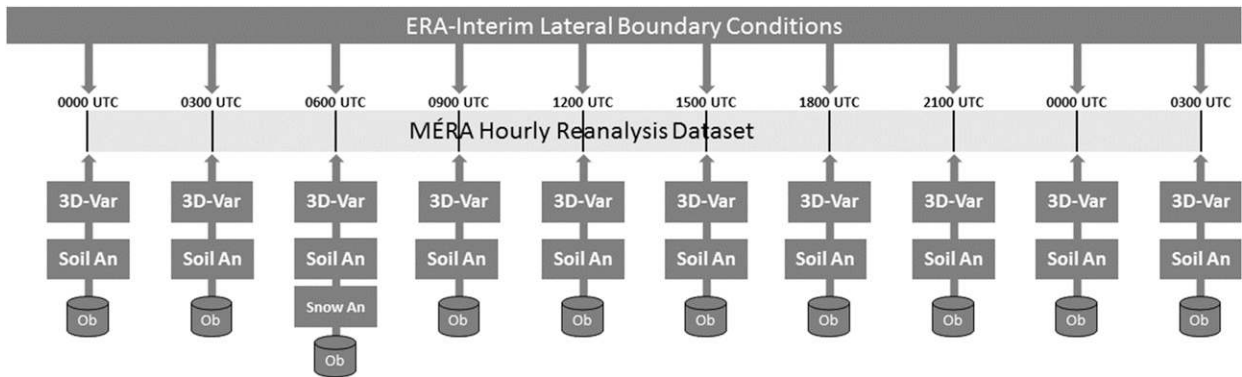 ERA-Interim Lateral Boundary Conditions
0000 UTC 0300 UTC 0600 UTC 0900 UTC 1200 UTC 1500 UTC 1800 UTC 2100 UTC 0000 UTC 0300 UTC
MÉRA Hourly Reanalysis Dataset
3D-Var 3D-Var 3D-Var 3D-Var 3D-Var 3D-Var 3D-Var 3D-Var 3D-Var 3D-Var
Soil An Soil An Soil An Soil An Soil An Soil An Soil An Soil An Soil An Soil An
Snow An
Ob Ob Ob Ob Ob Ob Ob Ob Ob
Ob